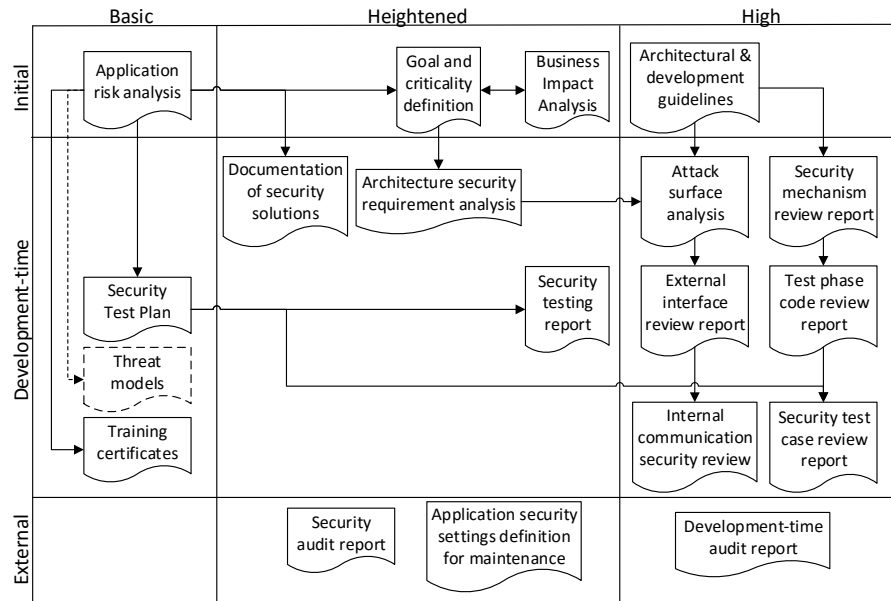 Basic
Heightened
High
Initial
Application
risk analysis
Goal and
criticality
definition
Business
Impact
Analysis
Architectural &
development
guidelines
Development-time
Documentation
of security
solutions
Architecture security
requirement analysis
Attack
surface
analysis
Security
mechanism
review report
Security
Test Plan
Security
testing
report
External
interface
review report
Test phase
code review
report
Threat
models
Training
certificates
Internal
communication
security review
Security test
case review
report
External
Security
audit report
Application security
settings definition
for maintenance
Development-time
audit report